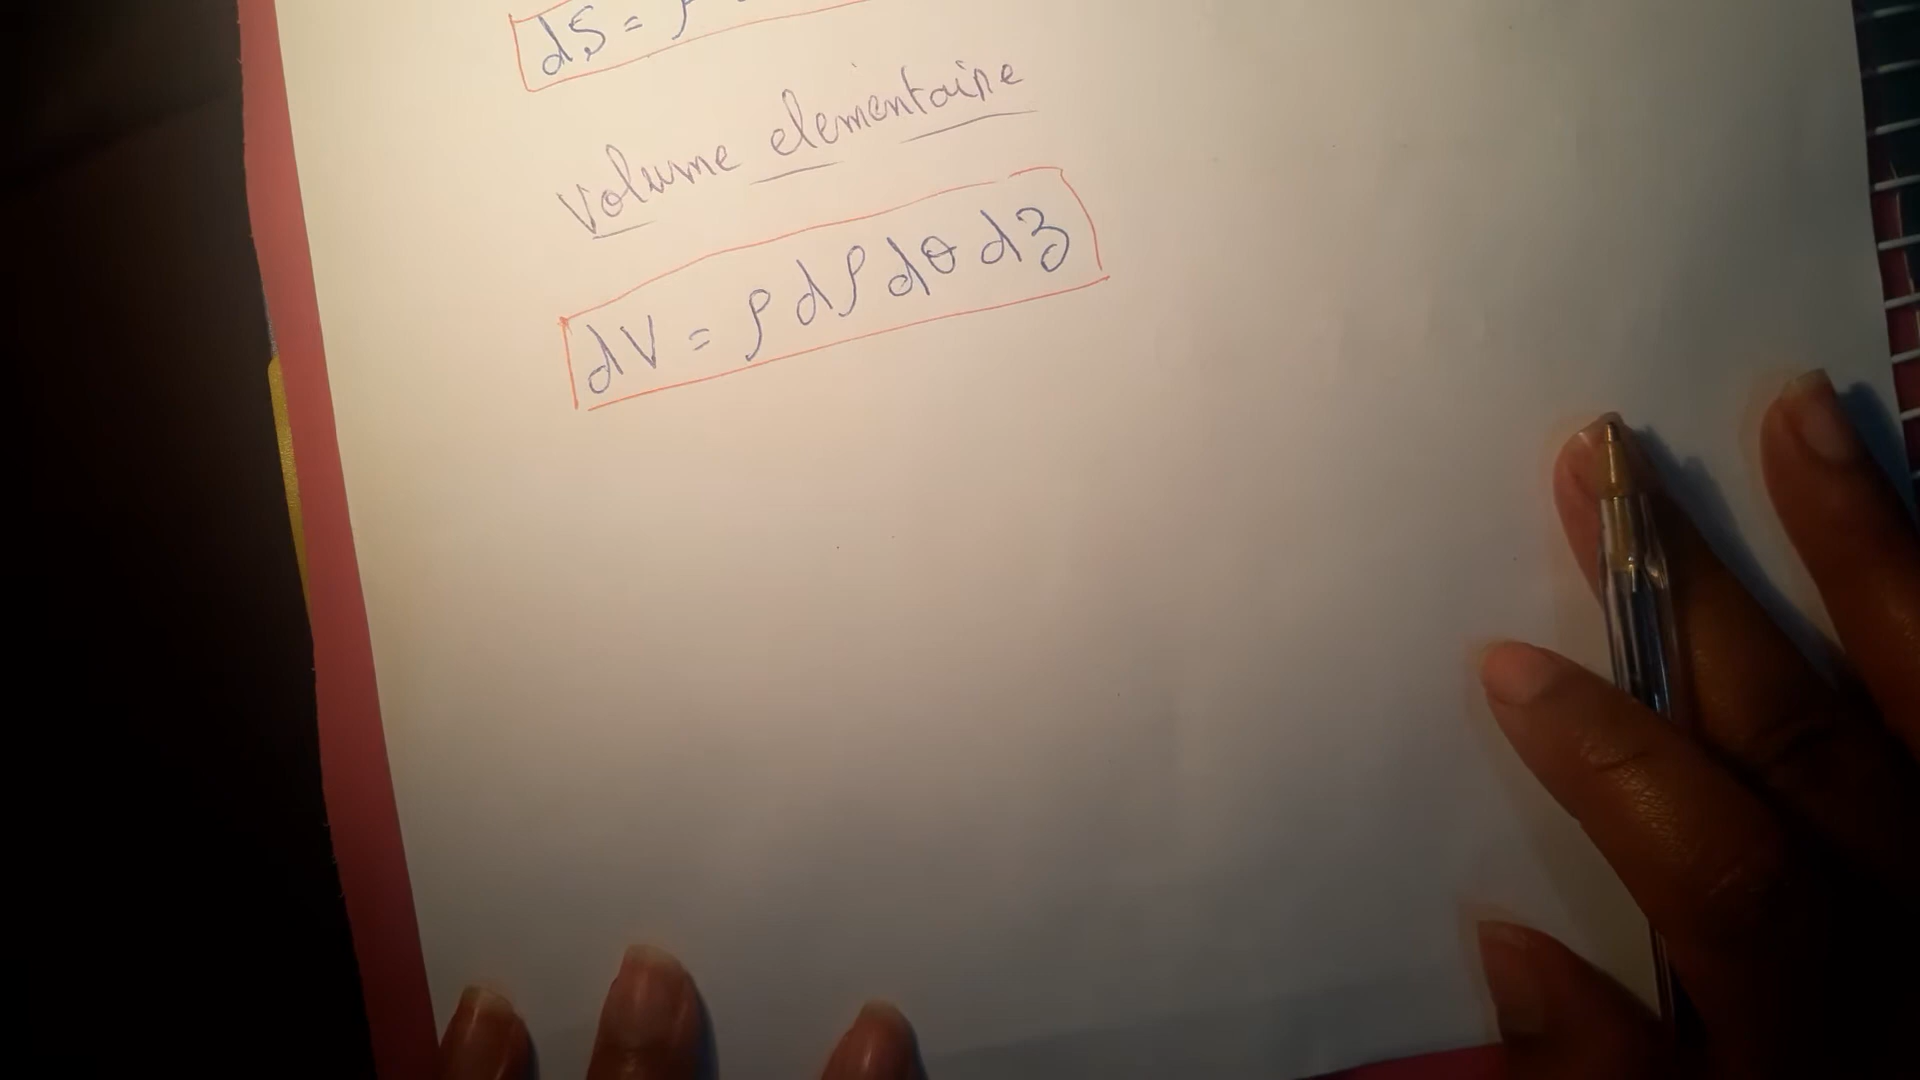 dS = ρ
Volume elementaire
dV = ρ dρ dθ dz